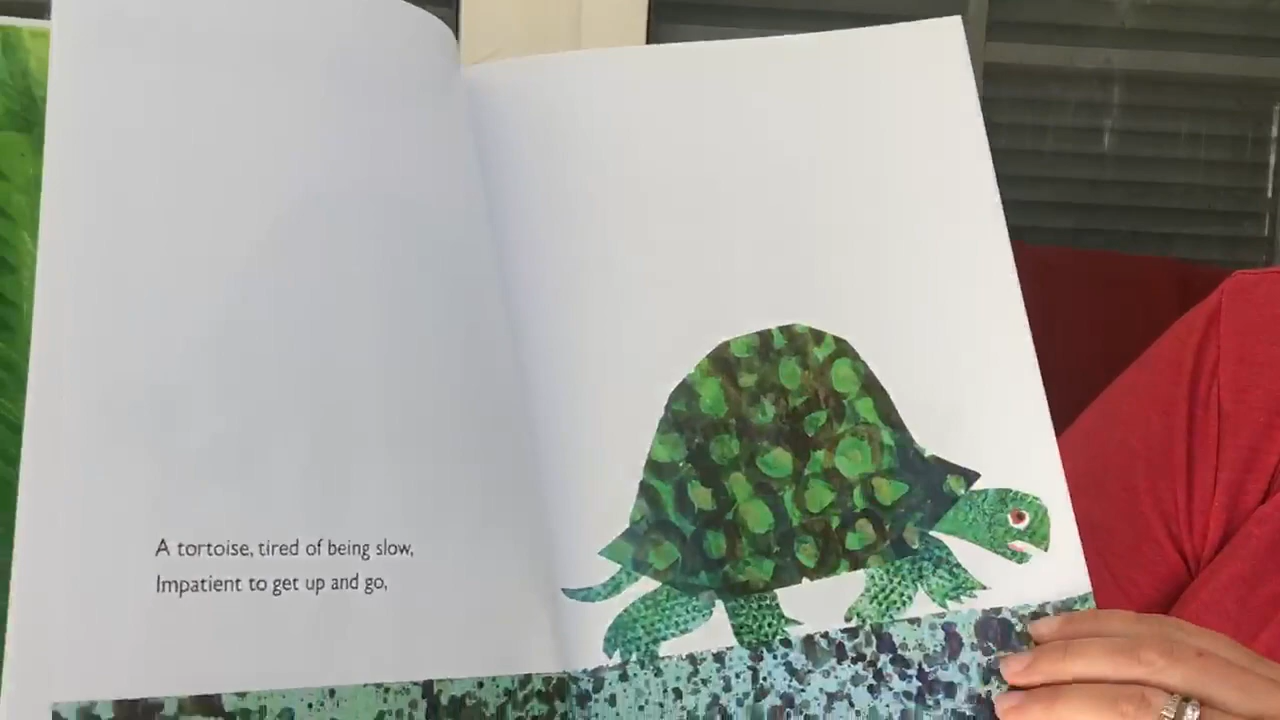 A tortoise, tired of being slow,
Impatient to get up and go,